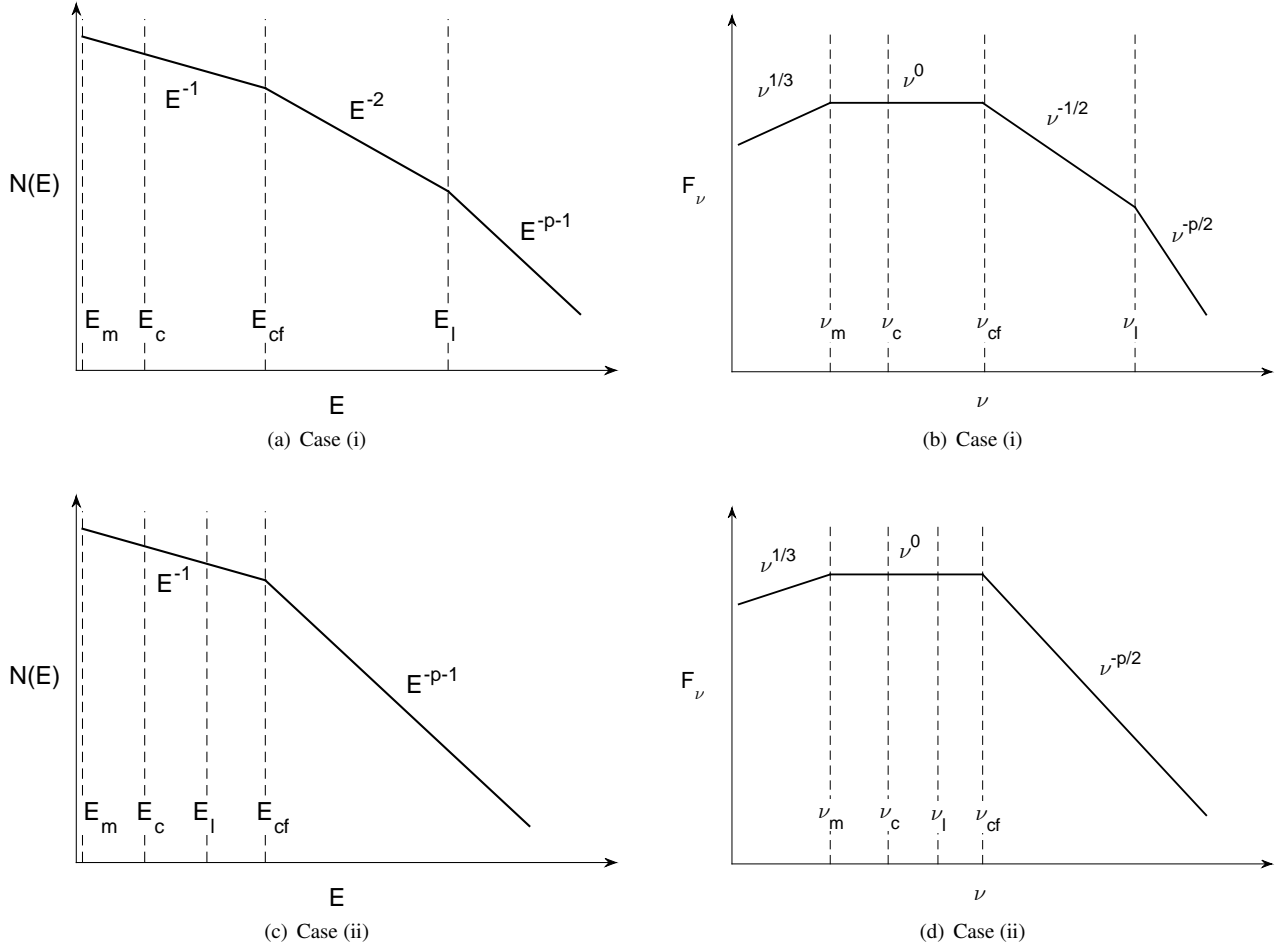 N(E)
E^-1
E^-2
E^-p-1
E_m
E_c
E_cf
E_l
E
(a) Case (i)
F_ν
ν^1/3
ν^0
ν^-1/2
ν^-p/2
ν_m
ν_c
ν_cf
ν_l
ν
(b) Case (i)
N(E)
E^-1
E^-p-1
E_m
E_c
E_l
E_cf
E
(c) Case (ii)
F_ν
ν^1/3
ν^0
ν^-p/2
ν_m
ν_c
ν_l
ν_cf
ν
(d) Case (ii)